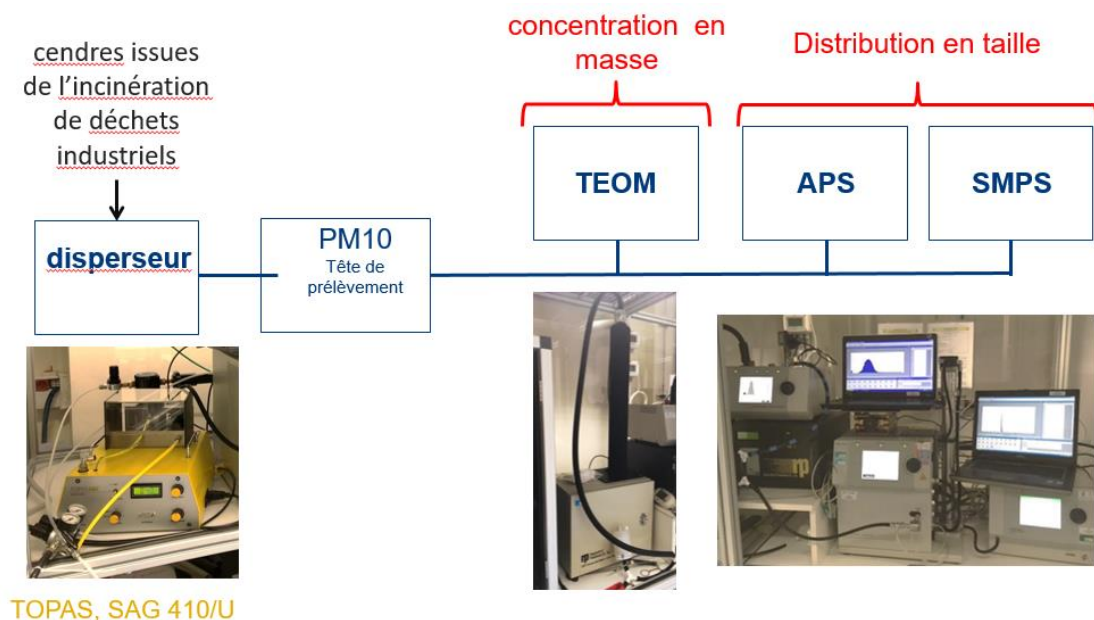 cendres issues
de l'incinération
de déchets
industriels
concentration en
masse
Distribution en taille
disperseur
PM10
Tête de
prélèvement
TEOM
APS
SMPS
TOPAS, SAG 410/U